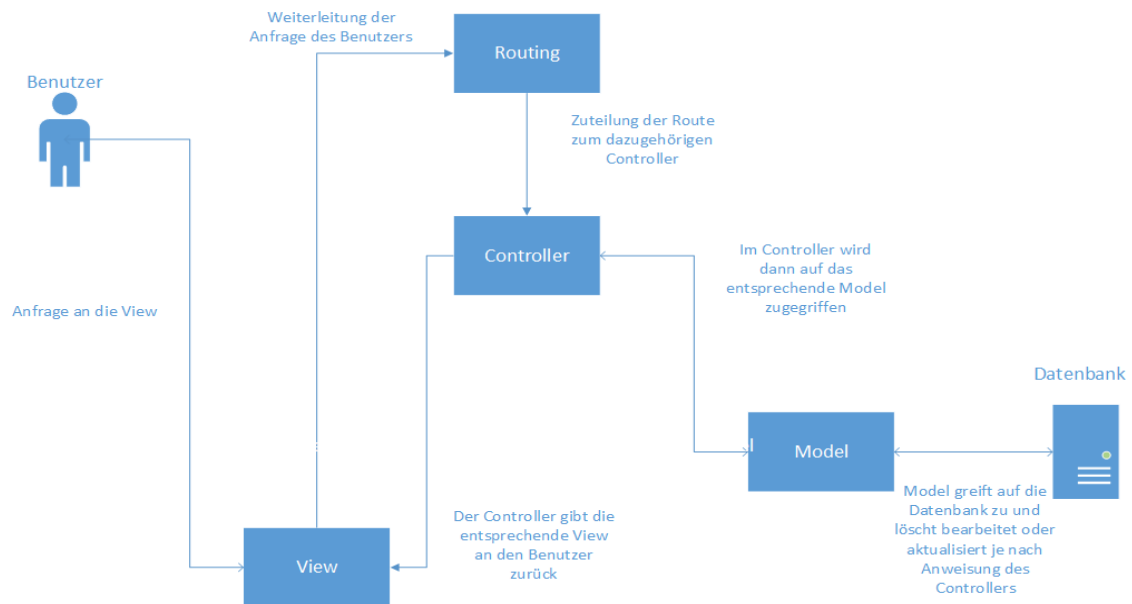 Weiterleitung der
Anfrage des Benutzers
Routing
Benutzer
Zuteilung der Route
zum dazugehörigen
Controller
Controller
Im Controller wird
dann auf das
entsprechende Model
zugegriffen
Anfrage an die View
Datenbank
Model
Model greift auf die
Datenbank zu und
löscht bearbeitet oder
aktualisiert je nach
Anweisung des
Controllers
Der Controller gibt die
entsprechende View
an den Benutzer
zurück
View